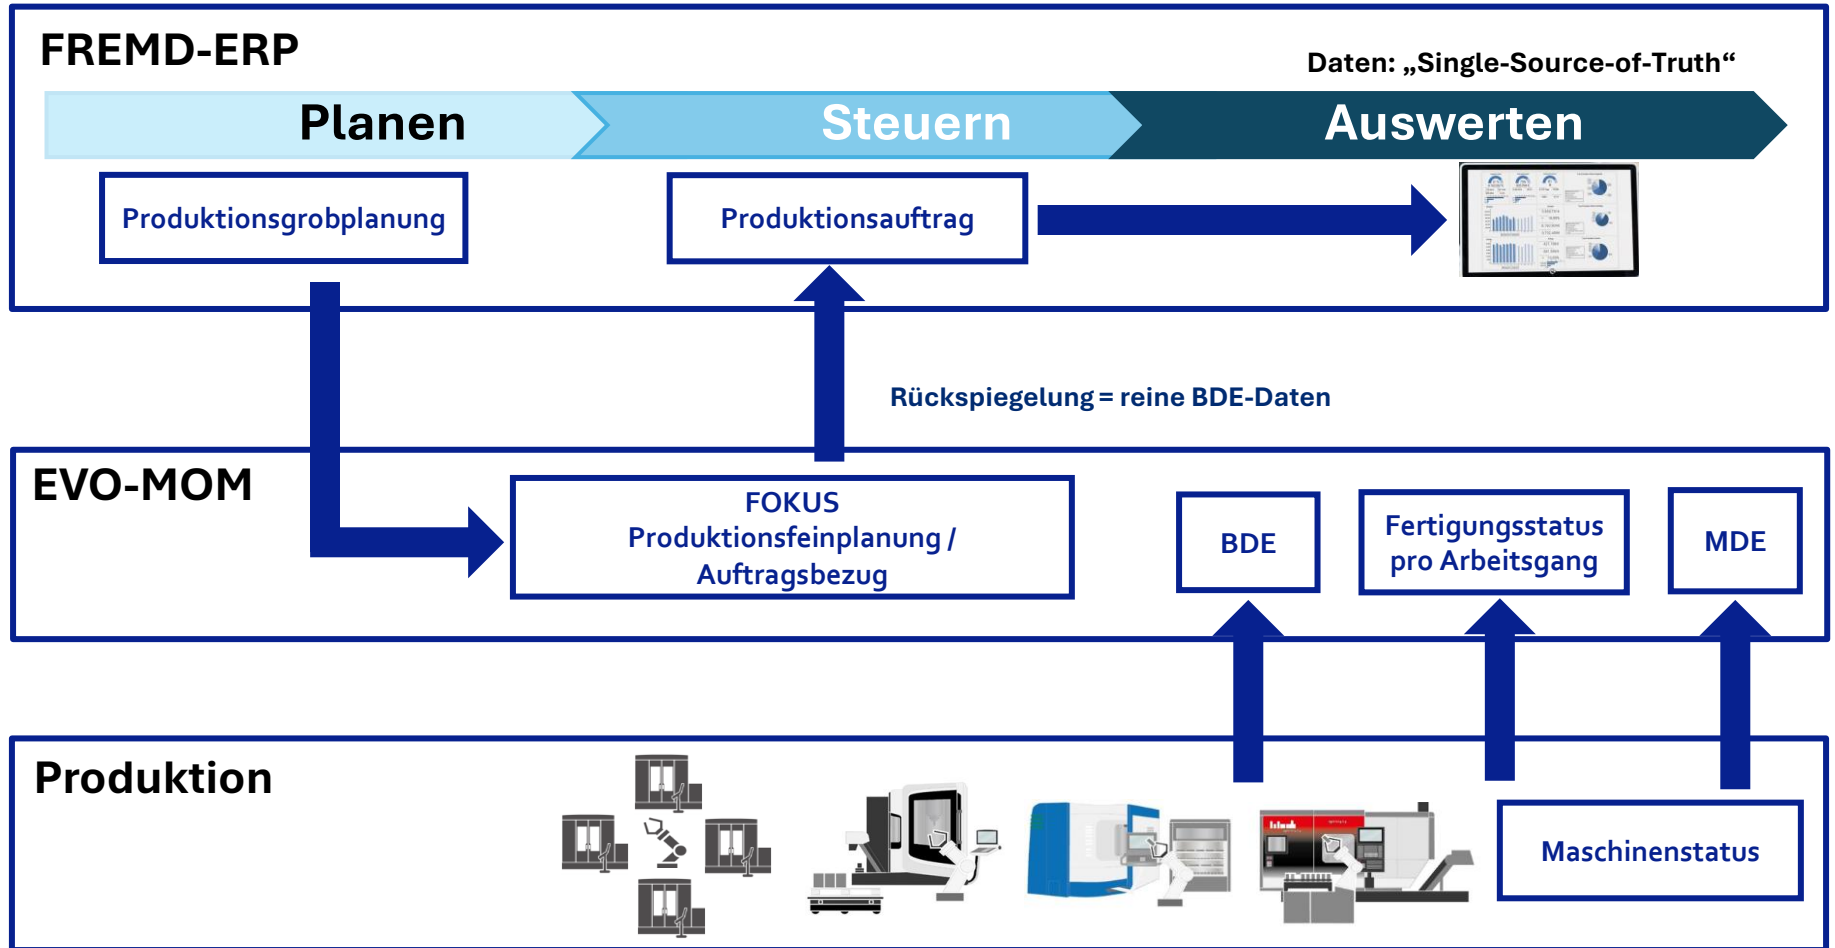 FREMD-ERP
Daten: „Single-Source-of-Truth“
Planen
Steuern
Auswerten
Produktionsgrobplanung
Produktionsauftrag
Rückspiegelung = reine BDE-Daten
EVO-MOM
FOKUS
Produktionsfeinplanung /
Auftragsbezug
BDE
Fertigungsstatus
pro Arbeitsgang
MDE
Produktion
Maschinenstatus